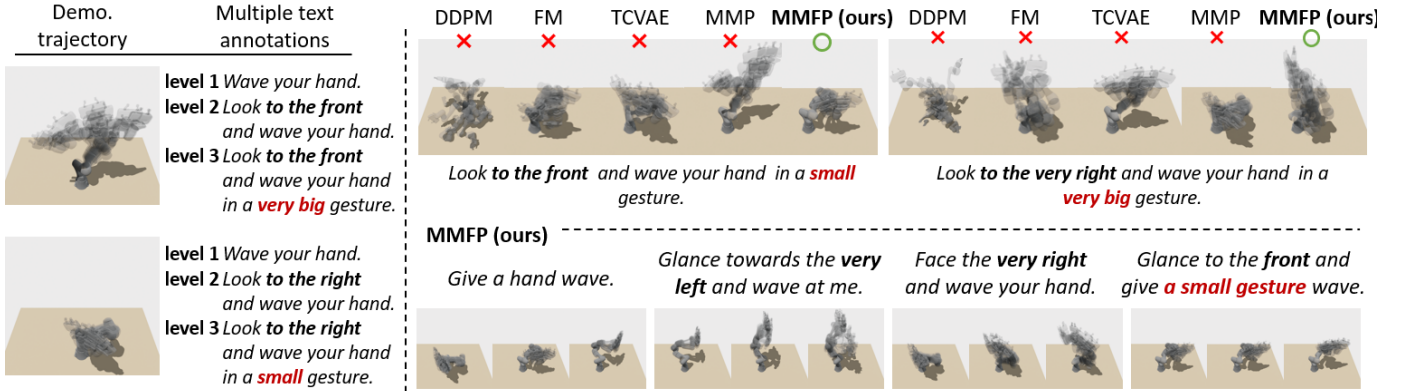 Demo.
trajectory
Multiple text
annotations
level 1 Wave your hand.
level 2 Look to the front
and wave your hand.
level 3 Look to the front
and wave your hand
in a very big gesture.
level 1 Wave your hand.
level 2 Look to the right
and wave your hand.
level 3 Look to the right
and wave your hand
in a small gesture.
DDPM FM TCVAE MMP MMFP (ours)
Look to the front and wave your hand in a small
gesture.
DDPM FM TCVAE MMP MMFP (ours)
Look to the very right and wave your hand in a
very big gesture.
MMFP (ours)
Give a hand wave.
Glance towards the very
left and wave at me.
Face the very right
and wave your hand.
Glance to the front and
give a small gesture wave.